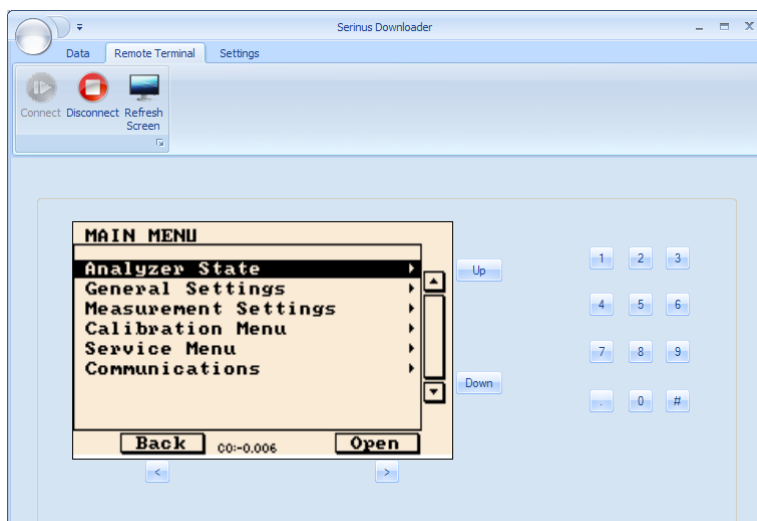 Serinus Downloader
Data Remote Terminal Settings
Connect Disconnect Refresh Screen
MAIN MENU
Analyzer State
General Settings
Measurement Settings
Calibration Menu
Service Menu
Communications
Back CO:-0.006 Open
< >
Up
Down
1 2 3
4 5 6
7 8 9
. 0 #